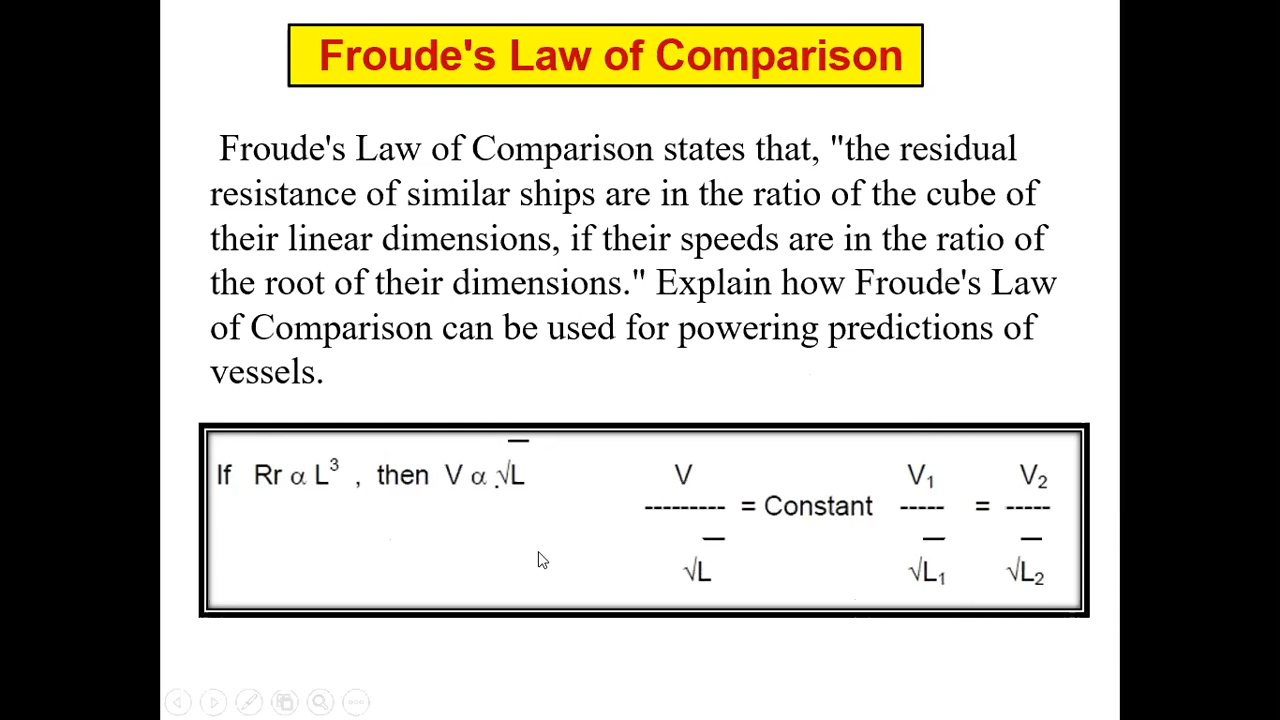 Froude's Law of Comparison
Froude's Law of Comparison states that, "the residual
resistance of similar ships are in the ratio of the cube of
their linear dimensions, if their speeds are in the ratio of
the root of their dimensions." Explain how Froude's Law
of Comparison can be used for powering predictions of
vessels.
If Rr α L³ , then V α √L V V₁ V₂
--------- = Constant ----- = -----
√L √L₁ √L₂